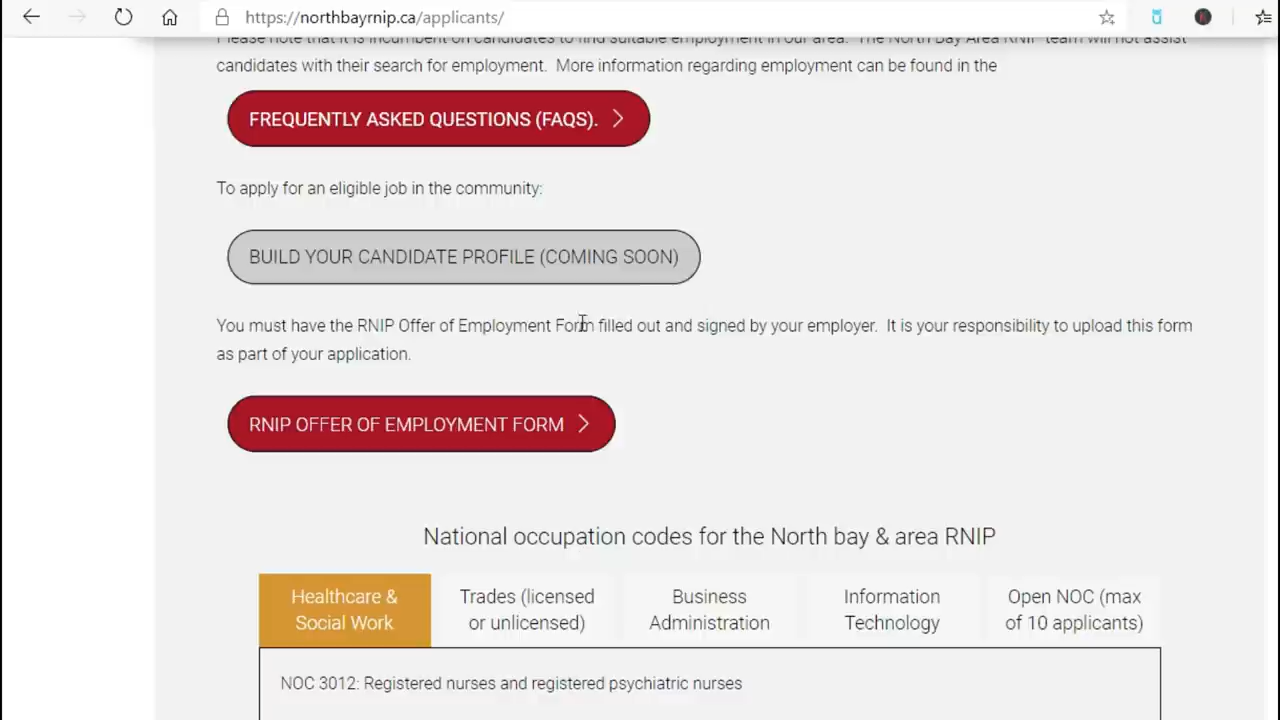 https://northbayrnip.ca/applicants/
Please note that it is incumbent on candidates to find suitable employment in our area. The North Bay Area RNIP team will not assist
candidates with their search for employment. More information regarding employment can be found in the
FREQUENTLY ASKED QUESTIONS (FAQS).
To apply for an eligible job in the community:
BUILD YOUR CANDIDATE PROFILE (COMING SOON)
You must have the RNIP Offer of Employment Form filled out and signed by your employer. It is your responsibility to upload this form
as part of your application.
RNIP OFFER OF EMPLOYMENT FORM
National occupation codes for the North bay & area RNIP
Healthcare &
Social Work
Trades (licensed
or unlicensed)
Business
Administration
Information
Technology
Open NOC (max
of 10 applicants)
NOC 3012: Registered nurses and registered psychiatric nurses